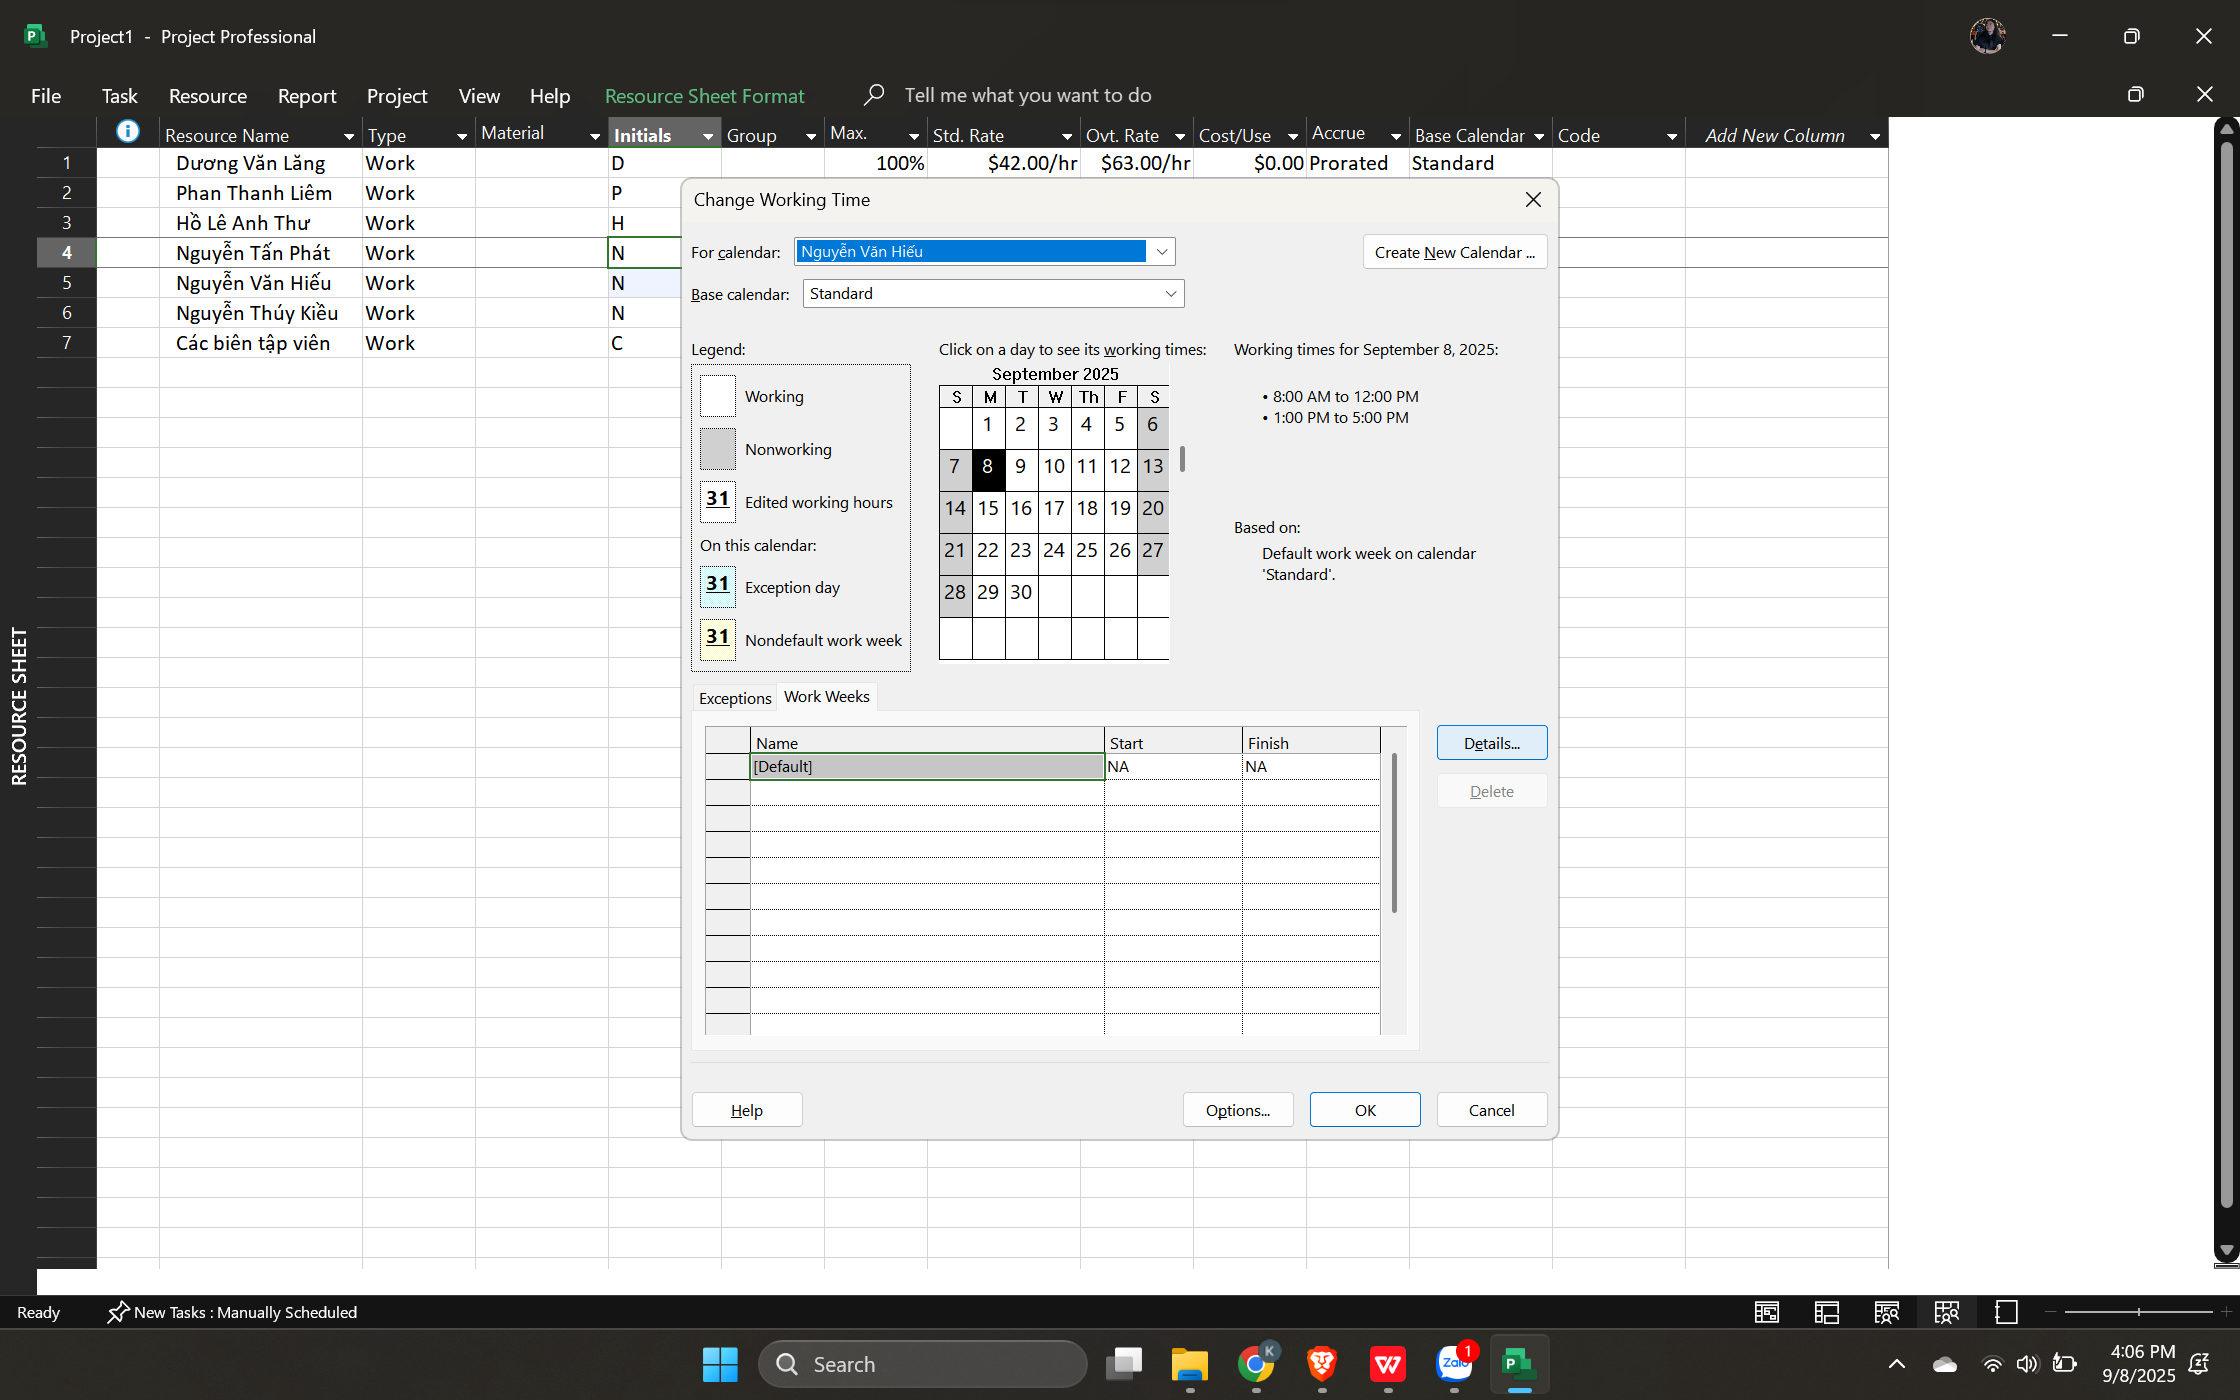 Project1 - Project Professional
File Task Resource Report Project View Help Resource Sheet Format Tell me what you want to do
Resource Name Type Material Initials Group Max. Std. Rate Ovt. Rate Cost/Use Accrue Base Calendar Code Add New Column
1 Dương Văn Lăng Work D 100% $42.00/hr $63.00/hr $0.00 Prorated Standard
2 Phan Thanh Liêm Work P
3 Hồ Lê Anh Thư Work H
4 Nguyễn Tấn Phát Work N
5 Nguyễn Văn Hiếu Work N
6 Nguyễn Thúy Kiều Work N
7 Các biên tập viên Work C
RESOURCE SHEET
Change Working Time
For calendar: Nguyễn Văn Hiếu Create New Calendar ...
Base calendar: Standard
Legend:
Working
Nonworking
31 Edited working hours
On this calendar:
31 Exception day
31 Nondefault work week
Click on a day to see its working times:
September 2025
S M T W Th F S
1 2 3 4 5 6
7 8 9 10 11 12 13
14 15 16 17 18 19 20
21 22 23 24 25 26 27
28 29 30
Working times for September 8, 2025:
• 8:00 AM to 12:00 PM
• 1:00 PM to 5:00 PM
Based on:
Default work week on calendar
'Standard'.
Exceptions Work Weeks
Name Start Finish
[Default] NA NA
Details...
Delete
Help Options... OK Cancel
Ready New Tasks : Manually Scheduled
Search
K
Zalo
1
4:06 PM
9/8/2025